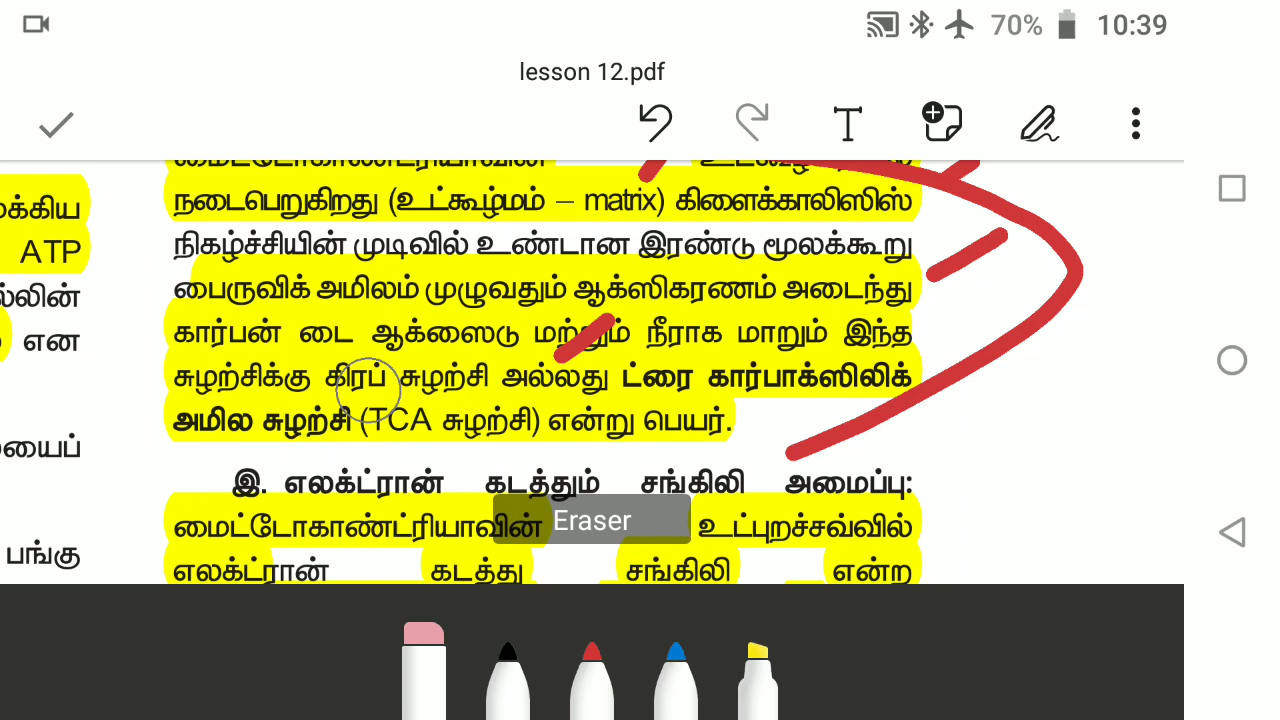 70% 10:39
lesson 12.pdf
நடைபெறுகிறது (உட்கூழ்மம் – matrix) கிளைக்காலிஸிஸ்
நிகழ்ச்சியின் முடிவில் உண்டான இரண்டு மூலக்கூறு
பைருவிக் அமிலம் முழுவதும் ஆக்ஸிகரணம் அடைந்து
கார்பன் டை ஆக்ஸைடு மற்றும் நீராக மாறும் இந்த
சுழற்சிக்கு கிரப் சுழற்சி அல்லது ட்ரை கார்பாக்ஸிலிக்
அமில சுழற்சி (TCA சுழற்சி) என்று பெயர்.
இ. எலக்ட்ரான் கடத்தும் சங்கிலி அமைப்பு:
மைட்டோகாண்ட்ரியாவின் உட்புறச்சவ்வில்
எலக்ட்ரான் கடத்து சங்கிலி என்ற
ATP
என
பங்கு
Eraser